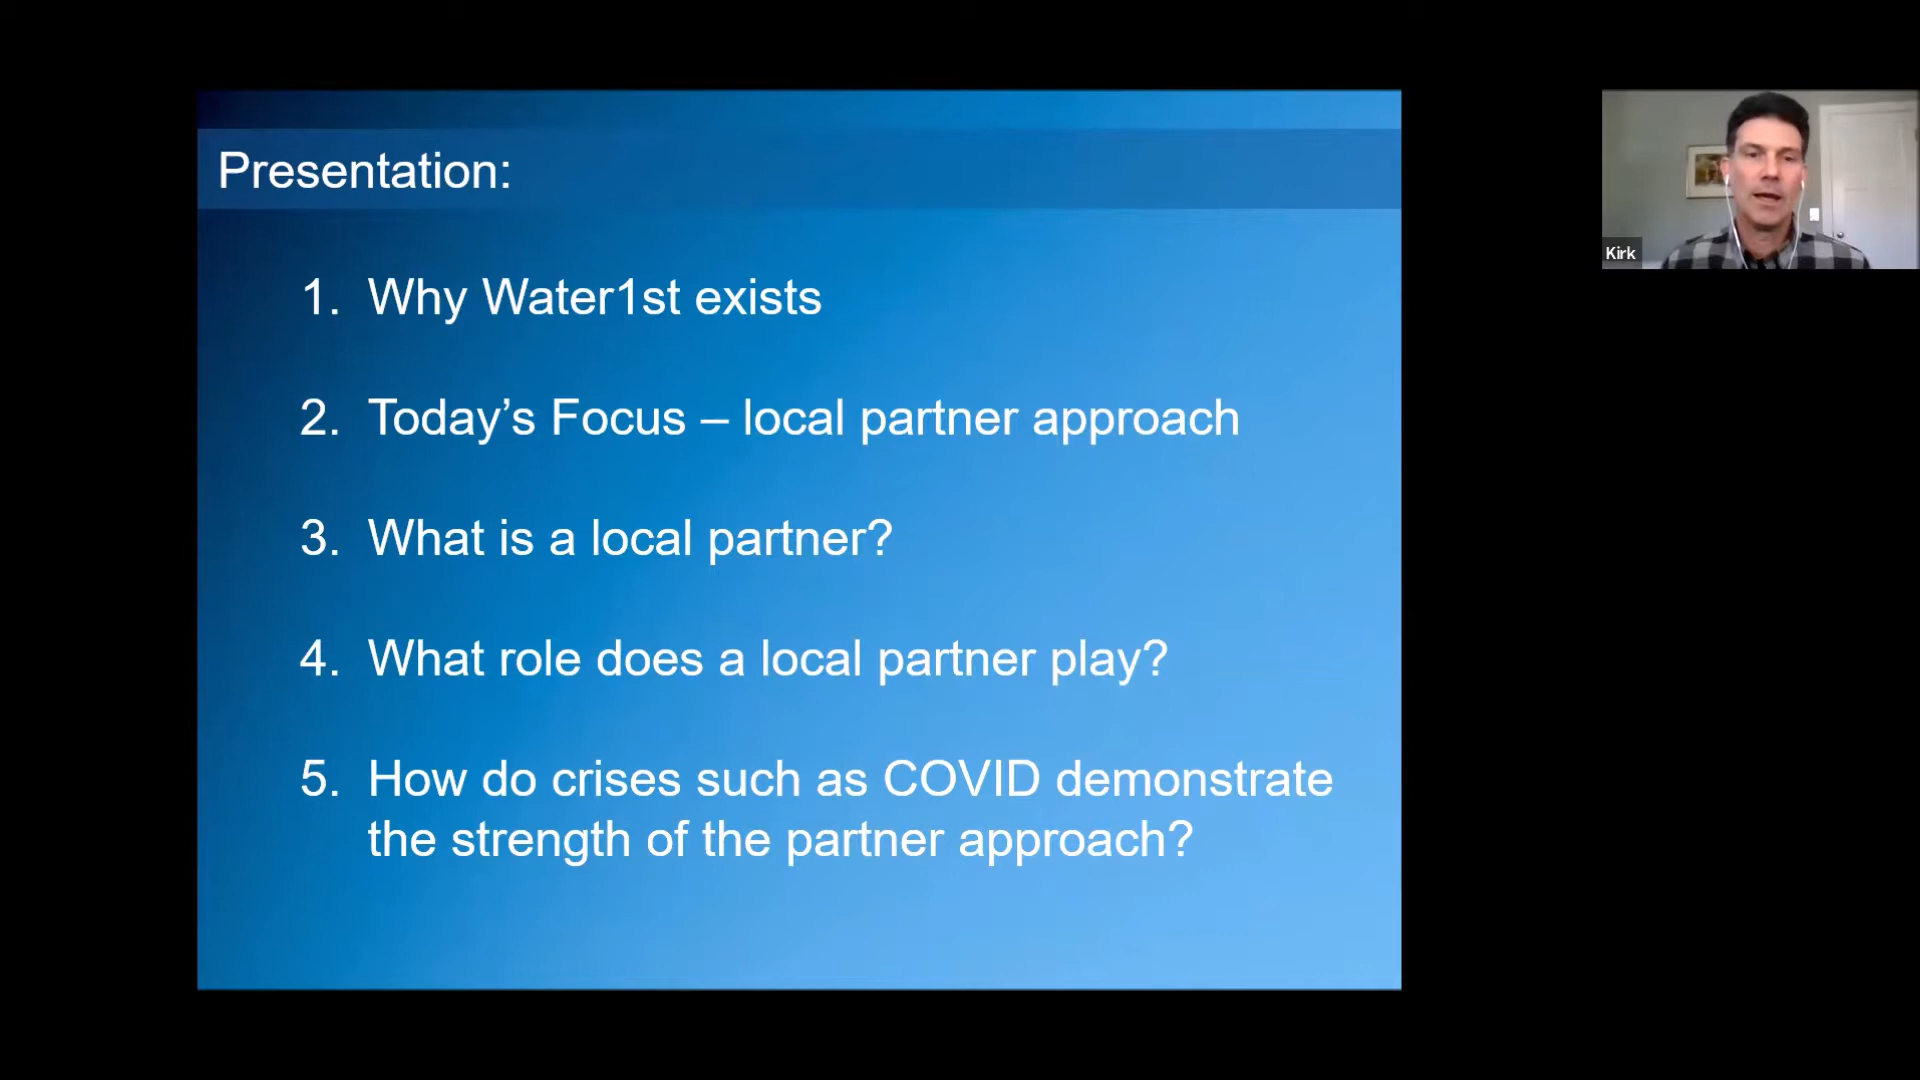 Presentation:
1. Why Water1st exists
2. Today’s Focus – local partner approach
3. What is a local partner?
4. What role does a local partner play?
5. How do crises such as COVID demonstrate
the strength of the partner approach?
Kirk